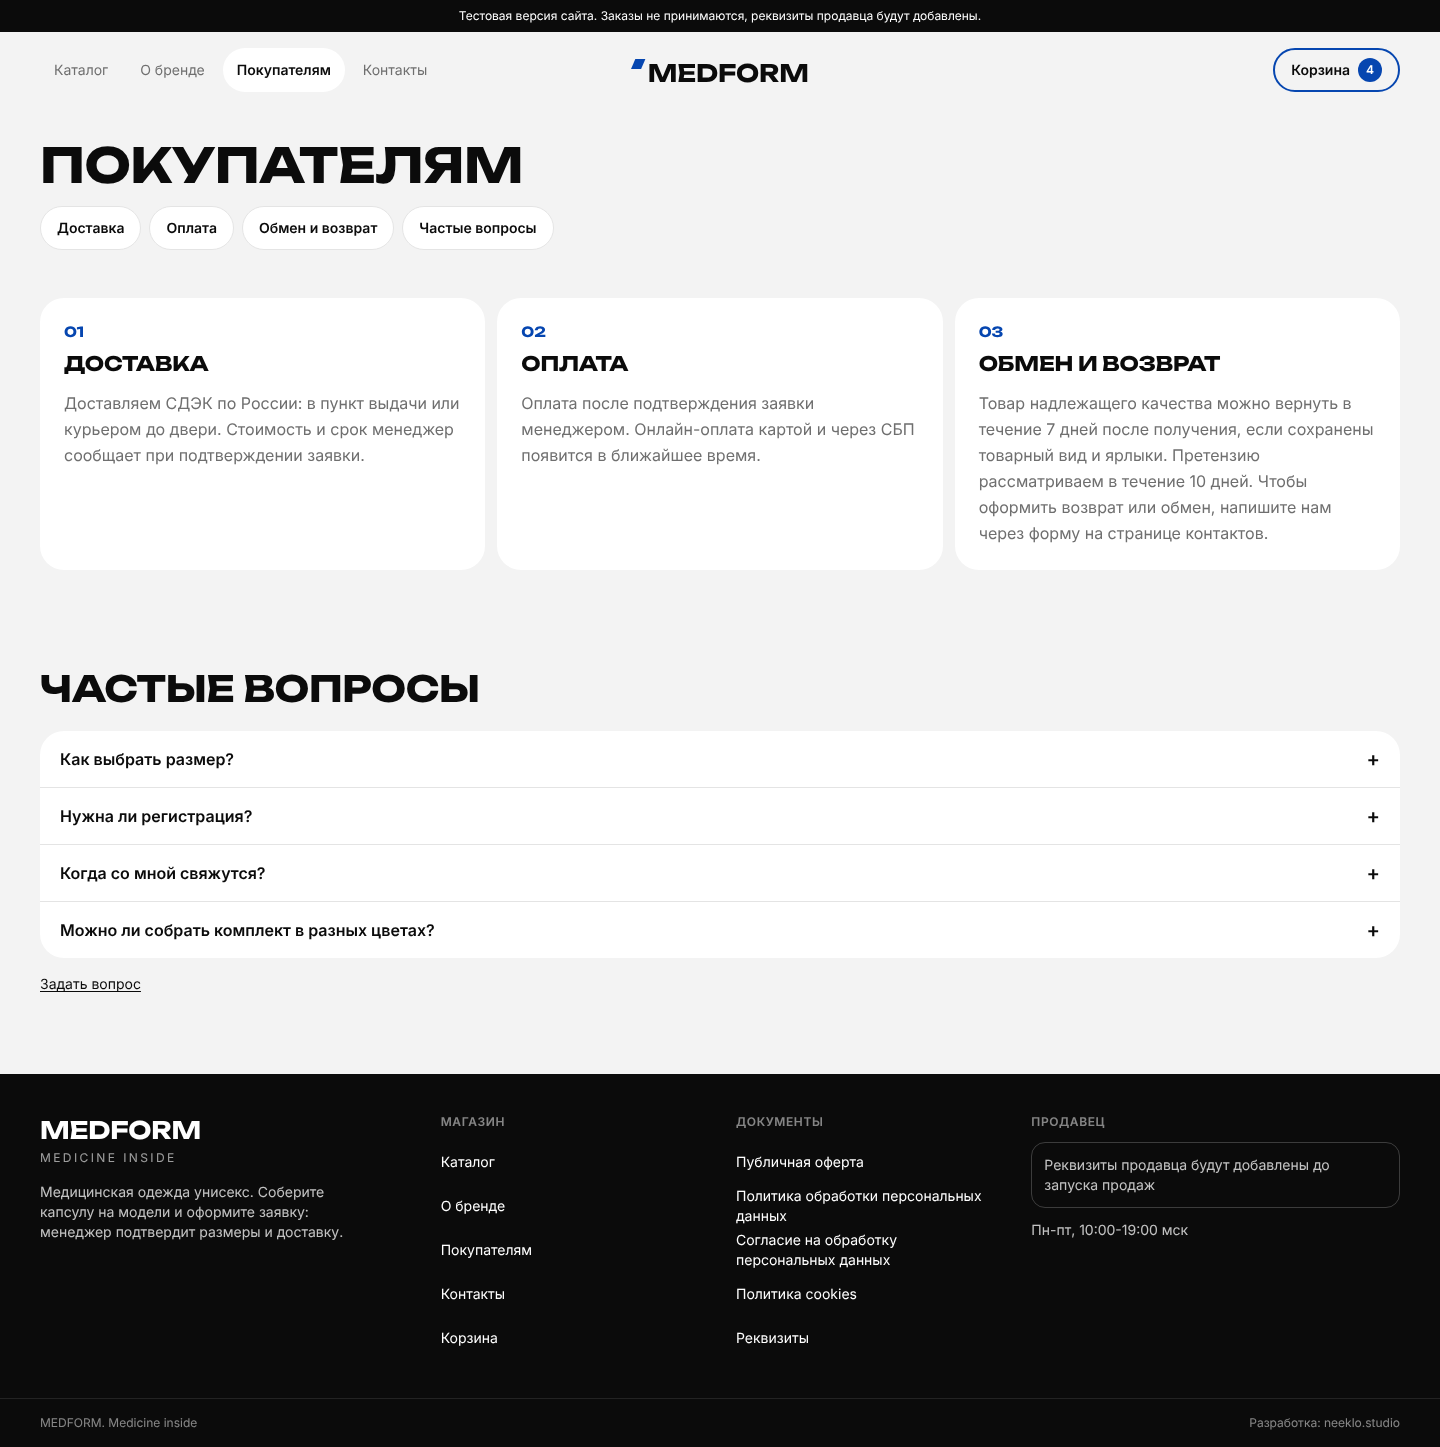 Тестовая версия сайта. Заказы не принимаются, реквизиты продавца будут добавлены.
Каталог
О бренде
Покупателям
Контакты
MEDFORM
Корзина 4
ПОКУПАТЕЛЯМ
Доставка
Оплата
Обмен и возврат
Частые вопросы
01
ДОСТАВКА
Доставляем СДЭК по России: в пункт выдачи или
курьером до двери. Стоимость и срок менеджер
сообщает при подтверждении заявки.
02
ОПЛАТА
Оплата после подтверждения заявки
менеджером. Онлайн-оплата картой и через СБП
появится в ближайшее время.
03
ОБМЕН И ВОЗВРАТ
Товар надлежащего качества можно вернуть в
течение 7 дней после получения, если сохранены
товарный вид и ярлыки. Претензию
рассматриваем в течение 10 дней. Чтобы
оформить возврат или обмен, напишите нам
через форму на странице контактов.
ЧАСТЫЕ ВОПРОСЫ
Как выбрать размер? +
Нужна ли регистрация? +
Когда со мной свяжутся? +
Можно ли собрать комплект в разных цветах? +
Задать вопрос
MEDFORM
MEDICINE INSIDE
Медицинская одежда унисекс. Соберите
капсулу на модели и оформите заявку:
менеджер подтвердит размеры и доставку.
МАГАЗИН
Каталог
О бренде
Покупателям
Контакты
Корзина
ДОКУМЕНТЫ
Публичная оферта
Политика обработки персональных
данных
Согласие на обработку
персональных данных
Политика cookies
Реквизиты
ПРОДАВЕЦ
Реквизиты продавца будут добавлены до
запуска продаж
Пн-пт, 10:00-19:00 мск
MEDFORM. Medicine inside
Разработка: neeklo.studio